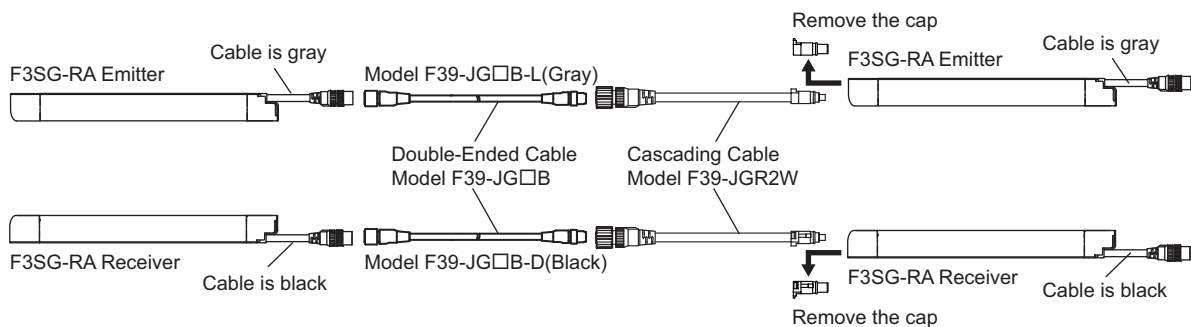 Remove the cap
Cable is gray
F3SG-RA Emitter
Model F39-JG□B-L(Gray)
F3SG-RA Emitter
Cable is gray
Double-Ended Cable
Model F39-JG□B
Cascading Cable
Model F39-JGR2W
F3SG-RA Receiver
Cable is black
Model F39-JG□B-D(Black)
F3SG-RA Receiver
Cable is black
Remove the cap